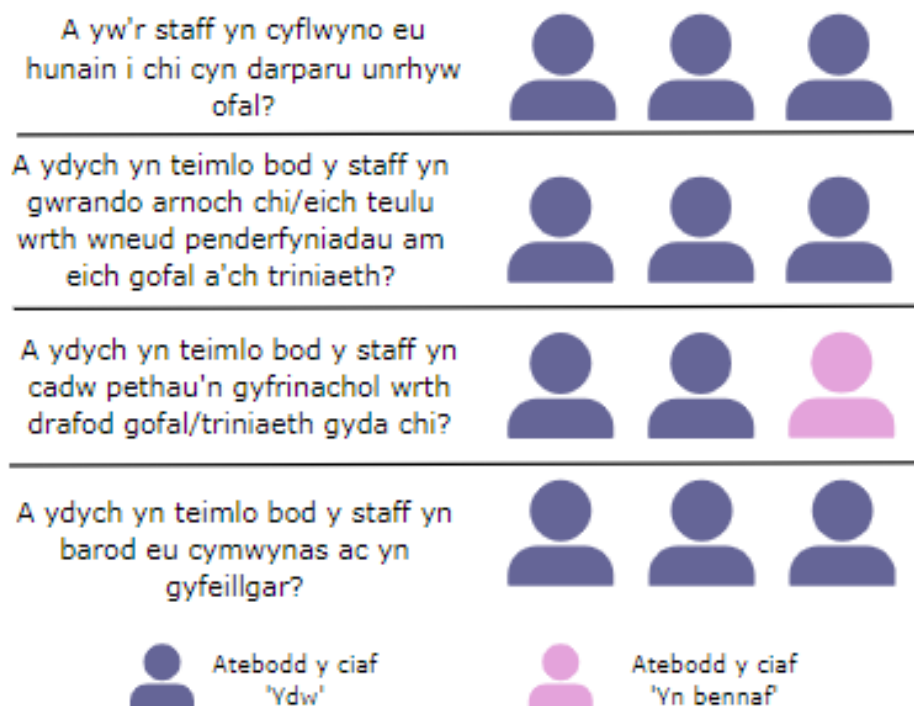 A yw'r staff yn cyflwyno eu
hunain i chi cyn darparu unrhyw
ofal?
A ydych yn teimlo bod y staff yn
gwrando arnoch chi/eich teulu
wrth wneud penderfyniadau am
eich gofal a'ch triniaeth?
A ydych yn teimlo bod y staff yn
cadw pethau'n gyfrinachol wrth
drafod gofal/triniaeth gyda chi?
A ydych yn teimlo bod y staff yn
barod eu cymwynas ac yn
gyfeillgar?
Atebodd y ciaf
'Ydw'
Atebodd y ciaf
'Yn bennaf'